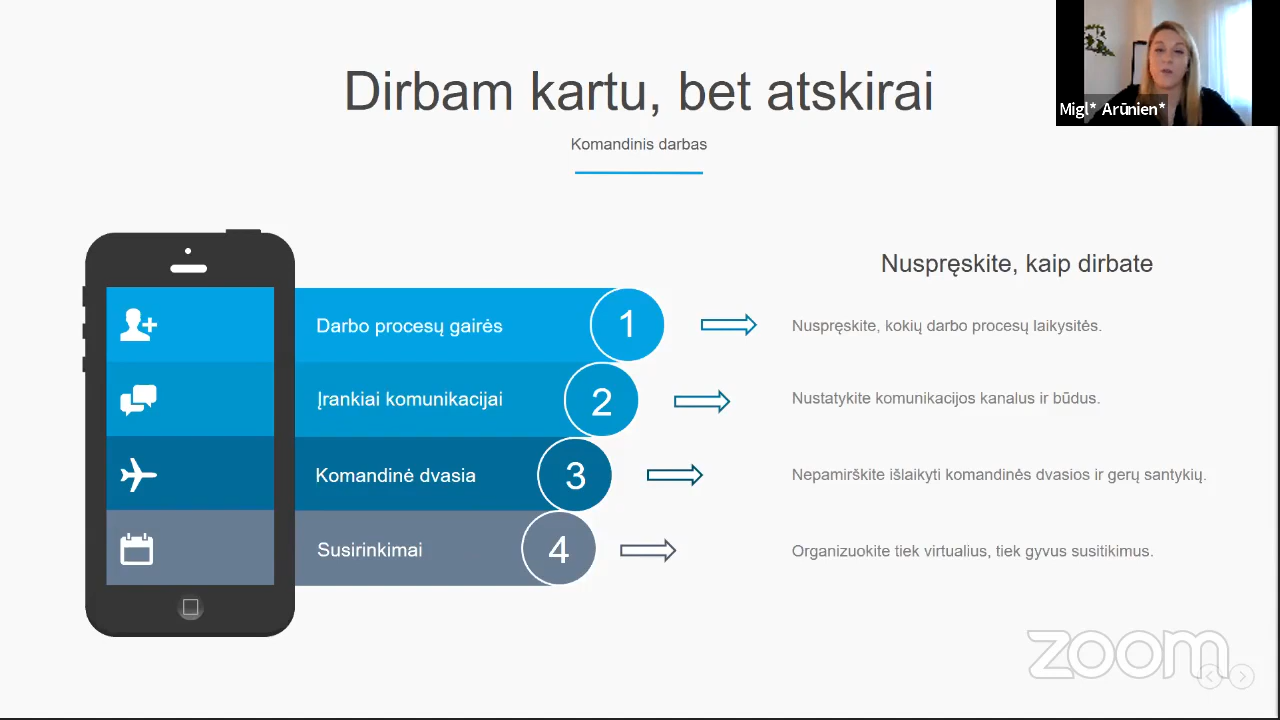 Dirbam kartu, bet atskirai
Komandinis darbas
Migl* Arūnien*
Nuspręskite, kaip dirbate
Darbo procesų gairės
1
Nuspręskite, kokių darbo procesų laikysitės.
Įrankiai komunikacijai
2
Nustatykite komunikacijos kanalus ir būdus.
Komandinė dvasia
3
Nepamirškite išlaikyti komandinės dvasios ir gerų santykių.
Susirinkimai
4
Organizuokite tiek virtualius, tiek gyvus susitikimus.
zoom